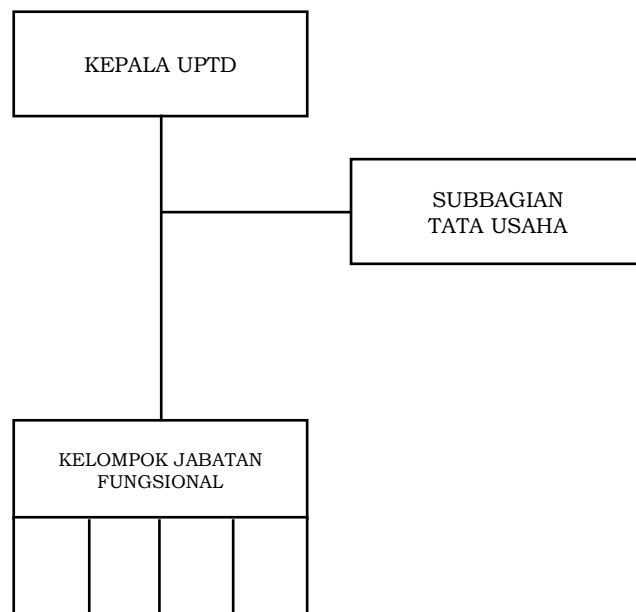 KEPALA UPTD
SUBBAGIAN
TATA USAHA
KELOMPOK JABATAN
FUNGSIONAL